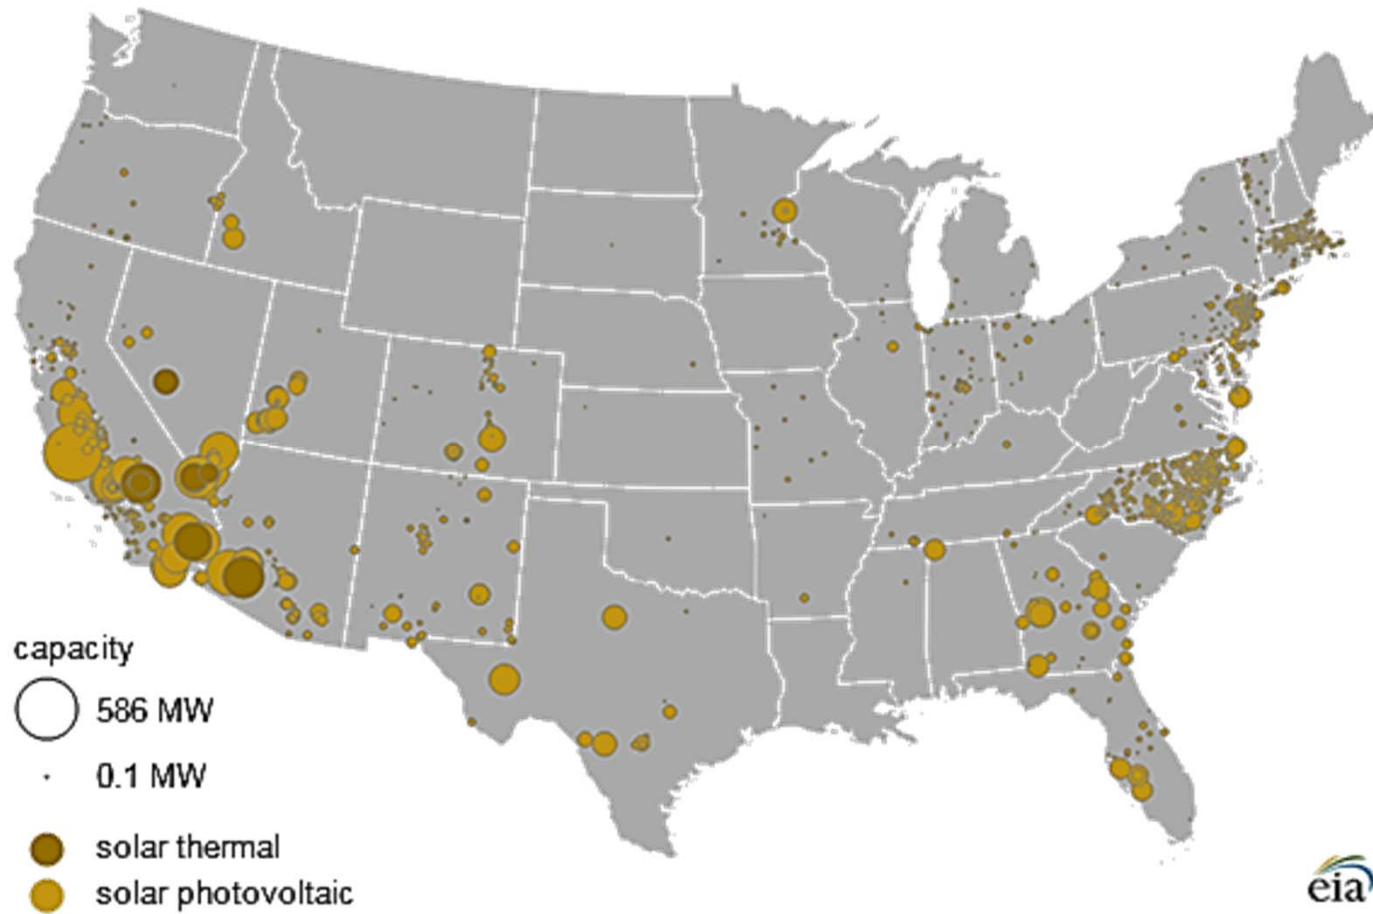 capacity
586 MW
0.1 MW
solar thermal
solar photovoltaic
eia